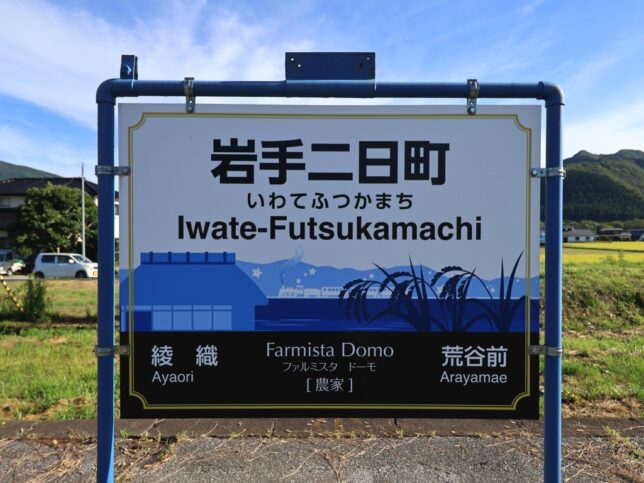 岩手二日町
いわてふつかまち
Iwate-Futsukamachi
綾織
Ayaori
Farmista Domo
ファルミスタ ドーモ
[農家]
荒谷前
Arayamae